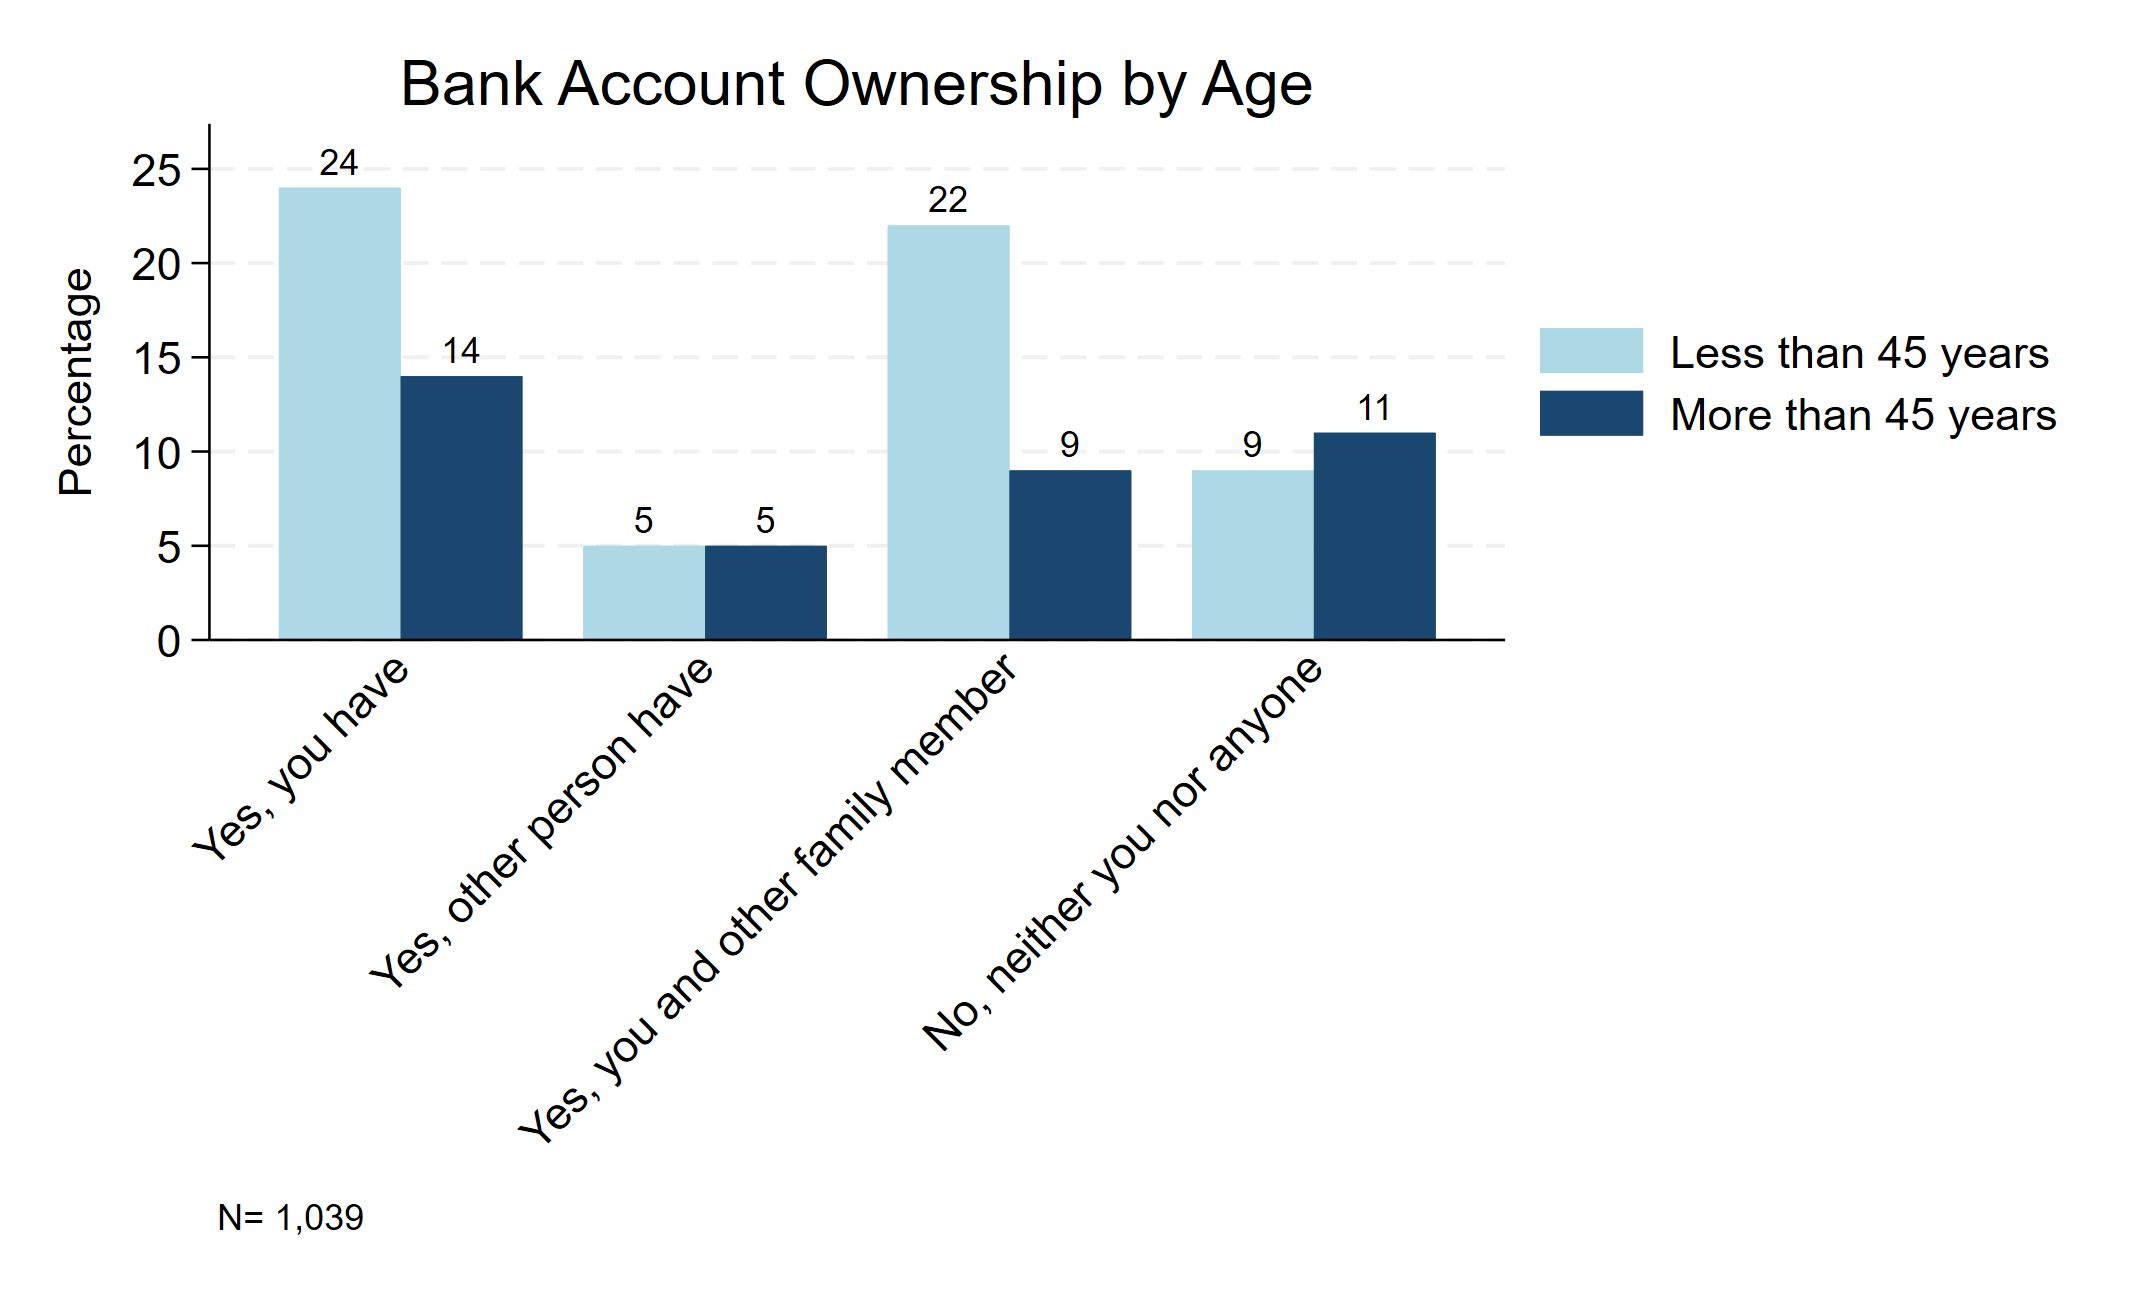 Bank Account Ownership by Age
Percentage
25
20
15
10
5
0
24
14
5
5
22
9
9
11
Yes, you have
Yes, other person have
Yes, you and other family member
No, neither you nor anyone
Less than 45 years
More than 45 years
N= 1,039